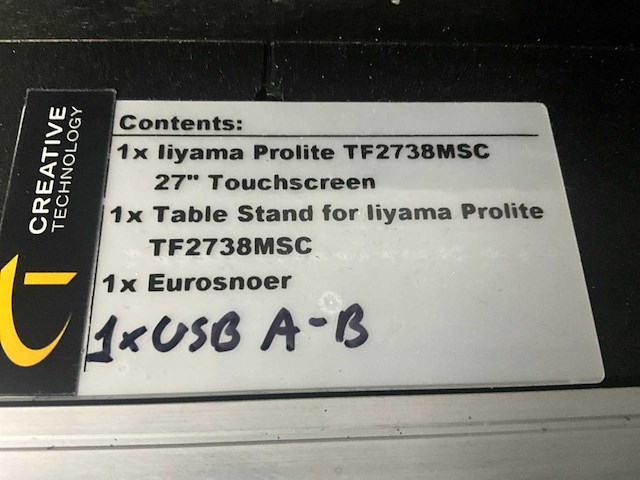 CREATIVE
TECHNOLOGY
Contents:
1x Iiyama Prolite TF2738MSC
27" Touchscreen
1x Table Stand for Iiyama Prolite
TF2738MSC
1x Eurosnoer
1xUSB A-B